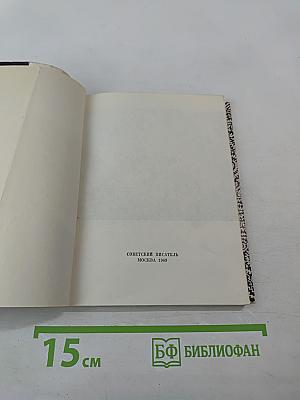 СОВЕТСКИЙ ПИСАТЕЛЬ
МОСКВА 1969
15 см
БФ БИБЛИОФАН